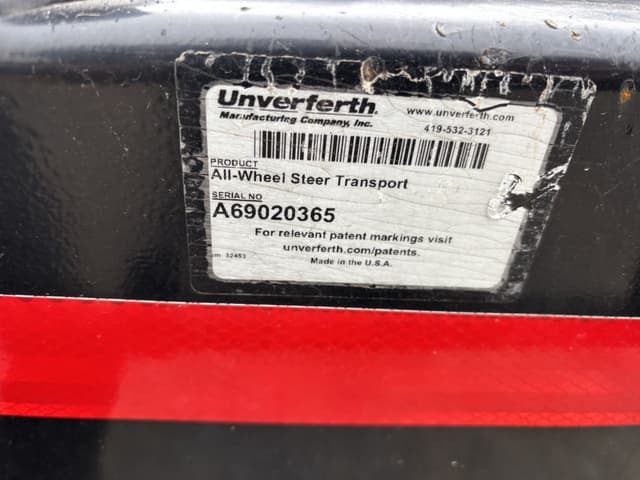 Unverferth
Manufacturing Company, Inc.
www.unverferth.com
419-532-3121
PRODUCT
All-Wheel Steer Transport
SERIAL NO
A69020365
For relevant patent markings visit
unverferth.com/patents.
Made in the U.S.A.
32453